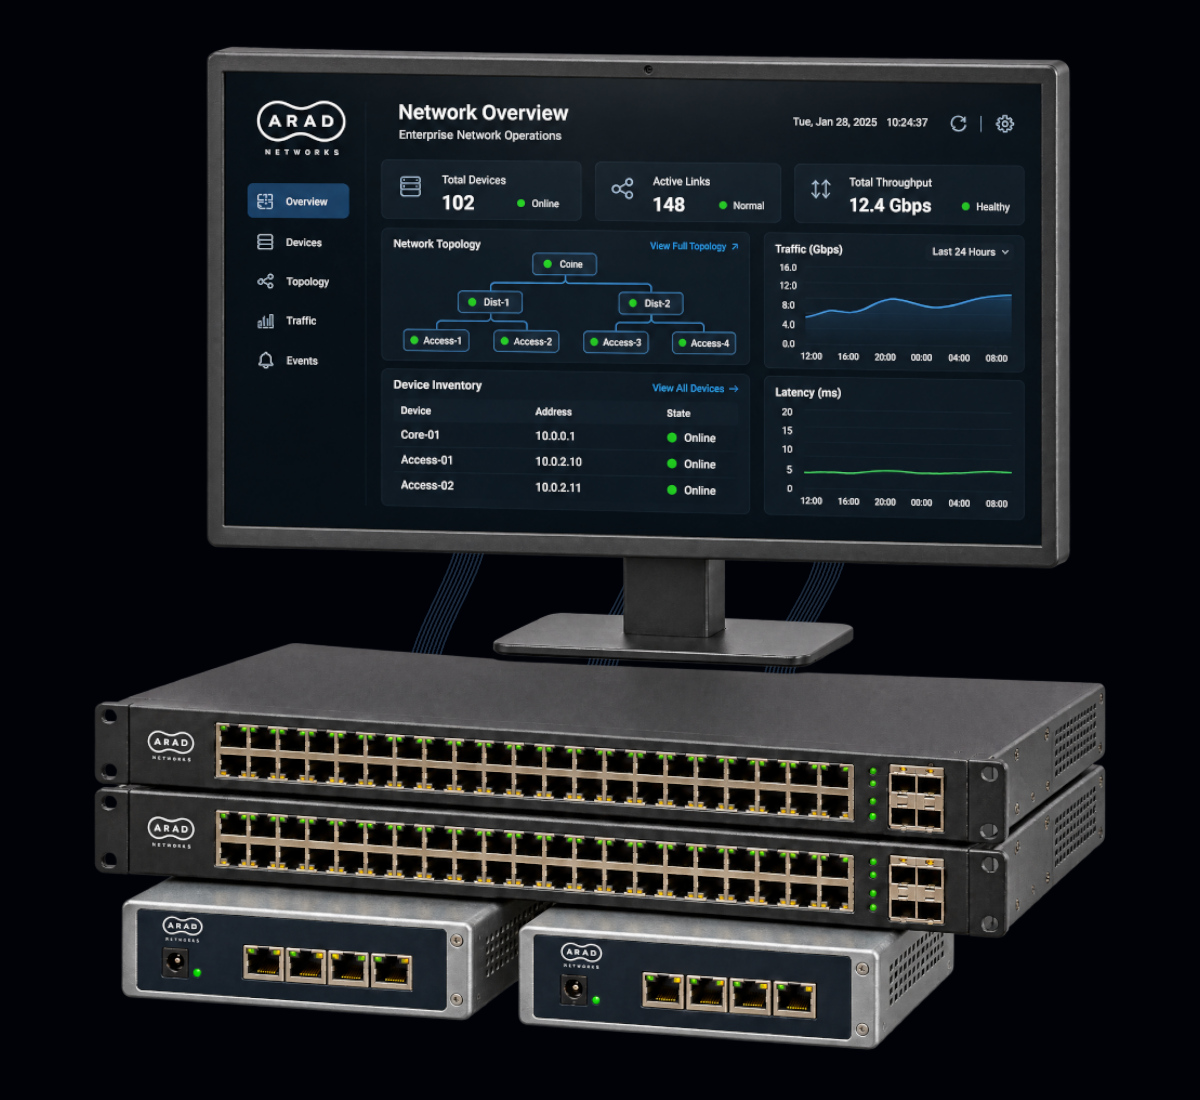 ARAD
NETWORKS
Network Overview
Enterprise Network Operations
Tue, Jan 28, 2025 10:24:37
Overview
Devices
Topology
Traffic
Events
Total Devices
102
Online
Active Links
148
Normal
Total Throughput
12.4 Gbps
Healthy
Network Topology
View Full Topology
Coine
Dist-1
Dist-2
Access-1
Access-2
Access-3
Access-4
Traffic (Gbps)
Last 24 Hours
16.0
12.0
8.0
4.0
0.0
12:00 16:00 20:00 00:00 04:00 08:00
Device Inventory
View All Devices
Device Address State
Core-01 10.0.0.1 Online
Access-01 10.0.2.10 Online
Access-02 10.0.2.11 Online
Latency (ms)
20
15
10
5
0
12:00 16:00 20:00 00:00 04:00 08:00
ARAD
NETWORKS
ARAD
NETWORKS
ARAD
NETWORKS
ARAD
NETWORKS